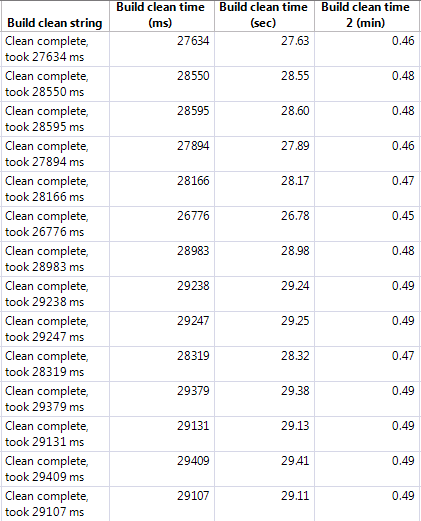 Build clean string Build clean time (ms) Build clean time (sec) Build clean time 2 (min)
Clean complete, took 27634 ms 27634 27.63 0.46
Clean complete, took 28550 ms 28550 28.55 0.48
Clean complete, took 28595 ms 28595 28.60 0.48
Clean complete, took 27894 ms 27894 27.89 0.46
Clean complete, took 28166 ms 28166 28.17 0.47
Clean complete, took 26776 ms 26776 26.78 0.45
Clean complete, took 28983 ms 28983 28.98 0.48
Clean complete, took 29238 ms 29238 29.24 0.49
Clean complete, took 29247 ms 29247 29.25 0.49
Clean complete, took 28319 ms 28319 28.32 0.47
Clean complete, took 29379 ms 29379 29.38 0.49
Clean complete, took 29131 ms 29131 29.13 0.49
Clean complete, took 29409 ms 29409 29.41 0.49
Clean complete, took 29107 ms 29107 29.11 0.49